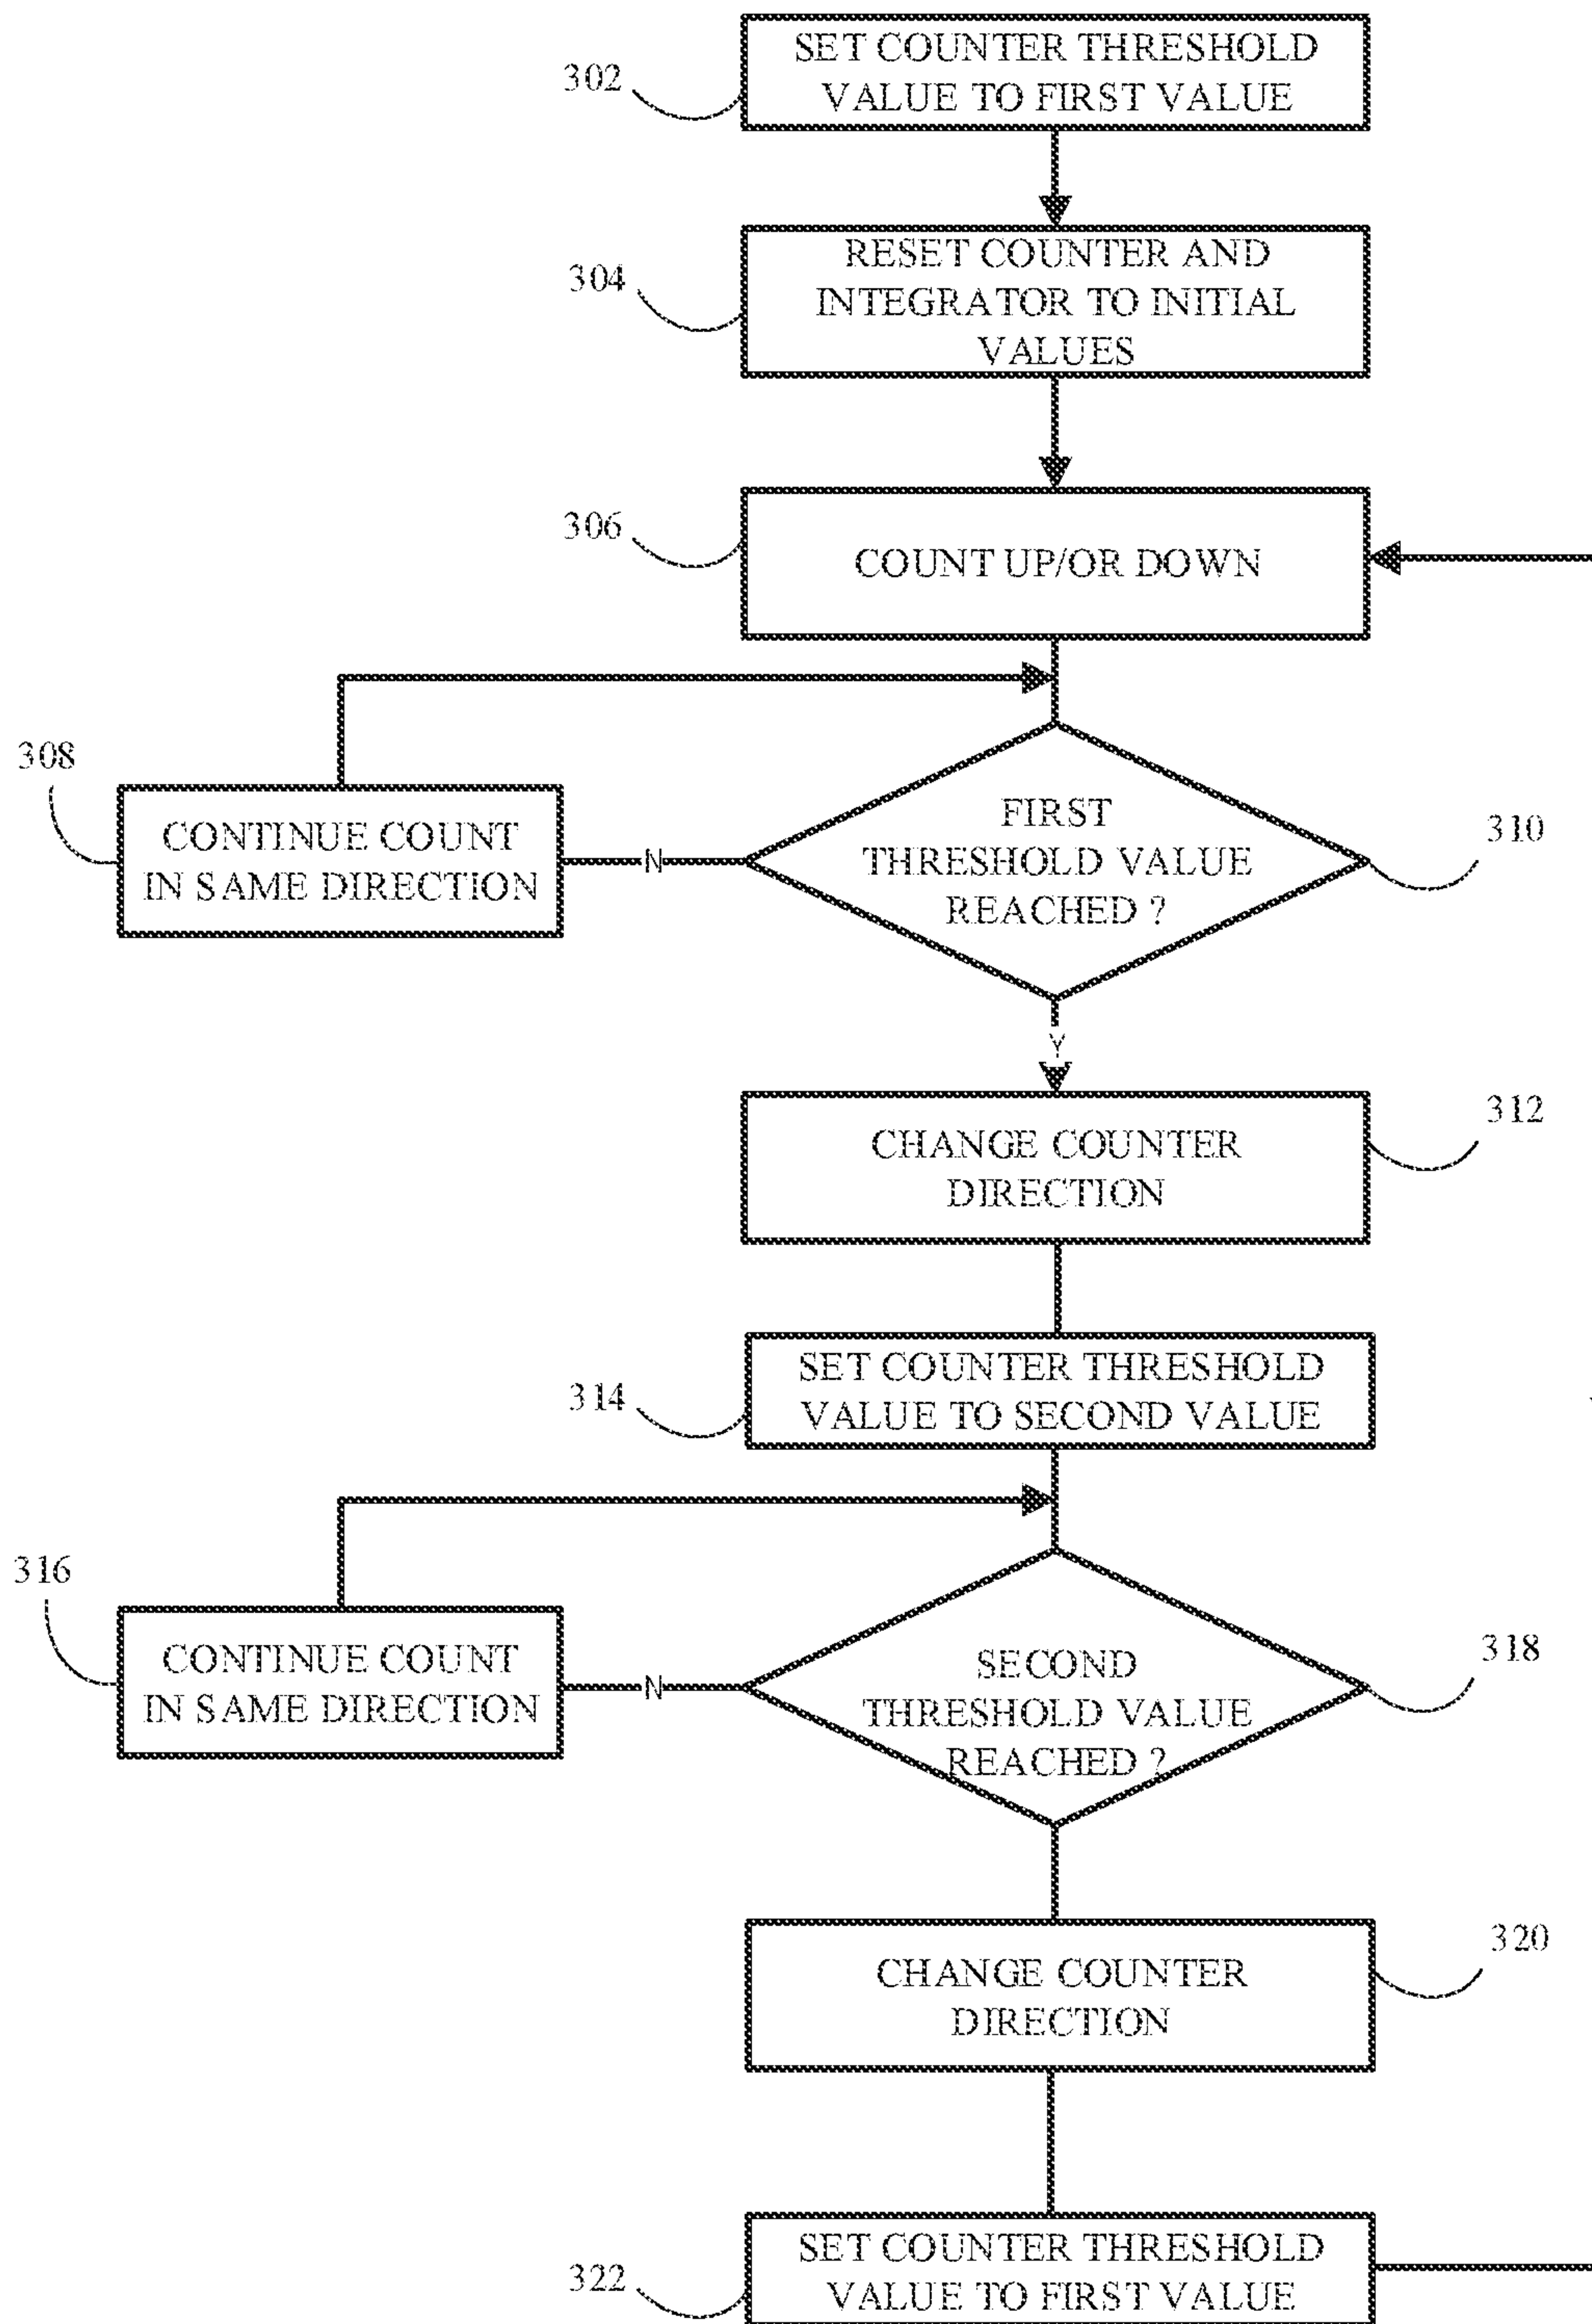 SET COUNTER THRESHOLD
VALUE TO FIRST VALUE
302
RESET COUNTER AND
INTEGRATOR TO INITIAL
VALUES
304
306
COUNT UP/OR DOWN
308
CONTINUE COUNT
IN SAME DIRECTION
N
FIRST
THRESHOLD VALUE
REACHED ?
310
Y
CHANGE COUNTER
DIRECTION
312
SET COUNTER THRESHOLD
VALUE TO SECOND VALUE
314
316
CONTINUE COUNT
IN SAME DIRECTION
N
SECOND
THRESHOLD VALUE
REACHED ?
318
CHANGE COUNTER
DIRECTION
320
SET COUNTER THRESHOLD
VALUE TO FIRST VALUE
322